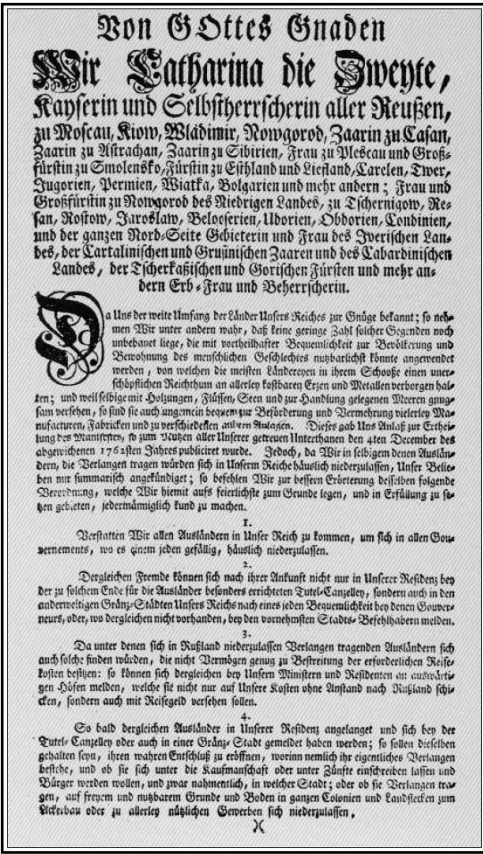 Von GOttes Gnaden
Wir Catharina die Zweyte,
Kayserin und Selbstherrscherin aller Reußen,
zu Moscau, Kiow, Wladimir, Nowgorod, Zaarin zu Casan,
Zaarin zu Astrachan, Zaarin zu Sibirien, Frau zu Plescau und Groß-
fürstin zu Smolensko, Fürstin zu Esthland und Liefland, Carelen, Twer,
Jugorien, Permien, Wiatka, Bolgarien und mehr andern; Frau und
Großfürstin zu Nowgorod des Niedrigen Landes, zu Tschernigow, Re-
san, Rostow, Jaroslaw, Belooserien, Udorien, Obdorien, Condinien,
und der ganzen Nord-Seite Gebieterin und Frau des Jverischen Lan-
des, der Cartalinischen und Grusinischen Zaaren und des Cabardinischen
Landes, der Tscherkaßischen und Gorischen Fürsten und mehr an-
dern Erb-Frau und Beherrscherin.
Da Uns der weite Umfang der Länder Unsers Reiches zur Gnüge bekannt; so neh-
men Wir unter andern wahr, daß keine geringe Zahl solcher Gegenden noch
unbebauet liege, die mit vortheilhafter Bequemlichkeit zur Bevölkerung und
Bewohnung des menschlichen Geschlechtes nutzbarlichst könnte angewendet
werden, von welchen die meisten Ländereyen in ihrem Schooße einen uner-
schöpflichen Reichthum an allerley kostbaren Erzen und Metallen verborgen hal-
ten; und weil selbige mit Holzungen, Flüssen, Seen und zur Handlung gelegenen Meeren gnug-
sam versehen, so sind sie auch ungemein bequem zur Beförderung und Vermehrung vielerley Ma-
nufacturen, Fabricken und zu verschiedenen andern Anlagen. Dieses gab Uns Anlaß zur Erthei-
lung des Manifestes, so zum Nutzen aller Unserer getreuen Unterthanen den 4ten December des
abgewichenen 1762sten Jahres publiciret wurde. Jedoch, da Wir in selbigem denen Auslän-
dern, die Verlangen tragen würden sich in Unserm Reiche häuslich niederzulassen, Unser Belie-
ben nur summarisch angekündiget; so befehlen Wir zur bessern Erörterung desselben folgende
Verordnung, welche Wir hiemit aufs feierlichste zum Grunde legen, und in Erfüllung zu se-
tzen gebieten, jedermänniglich kund zu machen.
1.
Verstatten Wir allen Ausländern in Unser Reich zu kommen, um sich in allen Gou-
vernements, wo es einem jeden gefällig, häuslich niederzulassen.
2.
Dergleichen Fremde können sich nach ihrer Ankunft nicht nur in Unserer Residenz bey
der zu solchem Ende für die Ausländer besonders errichteten Tutel-Canzelley, sondern auch in den
anderweitigen Gränz-Städten Unsers Reichs nach eines jeden Bequemlichkeit bey denen Gouver-
neurs, oder, wo dergleichen nicht vorhanden, bey den vornehmsten Stadts-Befehlhabern melden.
3.
Da unter denen sich in Rußland niederzulassen Verlangen tragenden Ausländern sich
auch solche finden würden, die nicht Vermögen genug zu Bestreitung der erforderlichen Reise-
kosten besitzen: so können sich dergleichen bey Unsern Ministern und Residenten an auswärti-
gen Höfen melden, welche sie nicht nur auf Unsere Kosten ohne Anstand nach Rußland schi-
cken, sondern auch mit Reisegeld versehen sollen.
4.
So bald dergleichen Ausländer in Unserer Residenz angelanget und sich bey der
Tutel-Canzelley oder auch in einer Gränz-Stadt gemeldet haben werden; so sollen dieselben
gehalten seyn, ihren wahren Entschluß zu eröffnen, worinn nemlich ihr eigentliches Verlangen
bestehe, und ob sie sich unter die Kaufmanschaft oder unter Zünfte einschreiben lassen und
Bürger werden wollen, und zwar nahmentlich, in welcher Stadt; oder ob sie Verlangen tra-
gen, auf freyem und nutzbarem Grunde und Boden in ganzen Colonien und Landflecken zum
Ackerbau oder zu allerley nützlichen Gewerben sich niederzulassen,